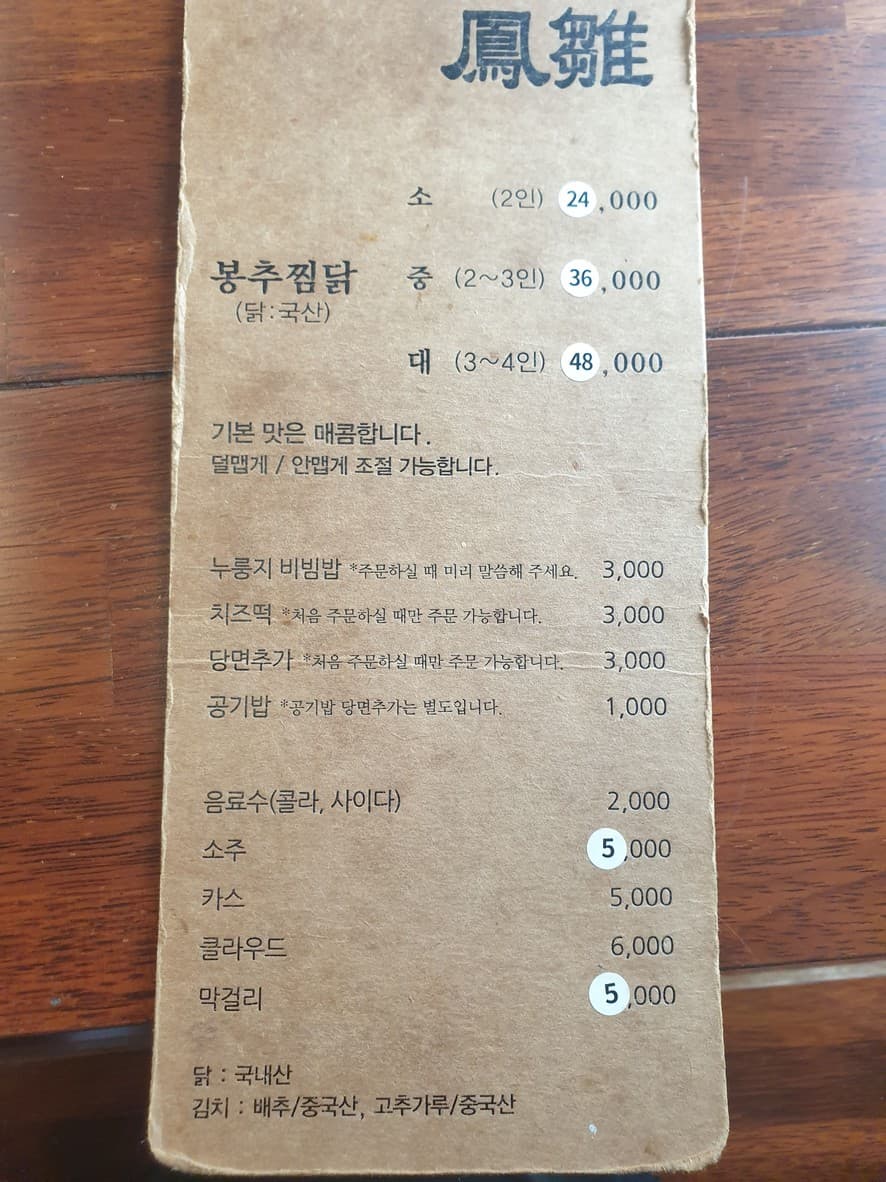 鳳雛
소 (2인) 24,000
봉추찜닭 중 (2~3인) 36,000
(닭:국산)
대 (3~4인) 48,000
기본 맛은 매콤합니다.
덜맵게 / 안맵게 조절 가능합니다.
누룽지 비빔밥 *주문하실 때 미리 말씀해 주세요. 3,000
치즈떡 *처음 주문하실 때만 주문 가능합니다. 3,000
당면추가 *처음 주문하실 때만 주문 가능합니다. 3,000
공기밥 *공기밥 당면추가는 별도입니다. 1,000
음료수(콜라, 사이다) 2,000
소주 5,000
카스 5,000
클라우드 6,000
막걸리 5,000
닭 : 국내산
김치 : 배추/중국산, 고추가루/중국산